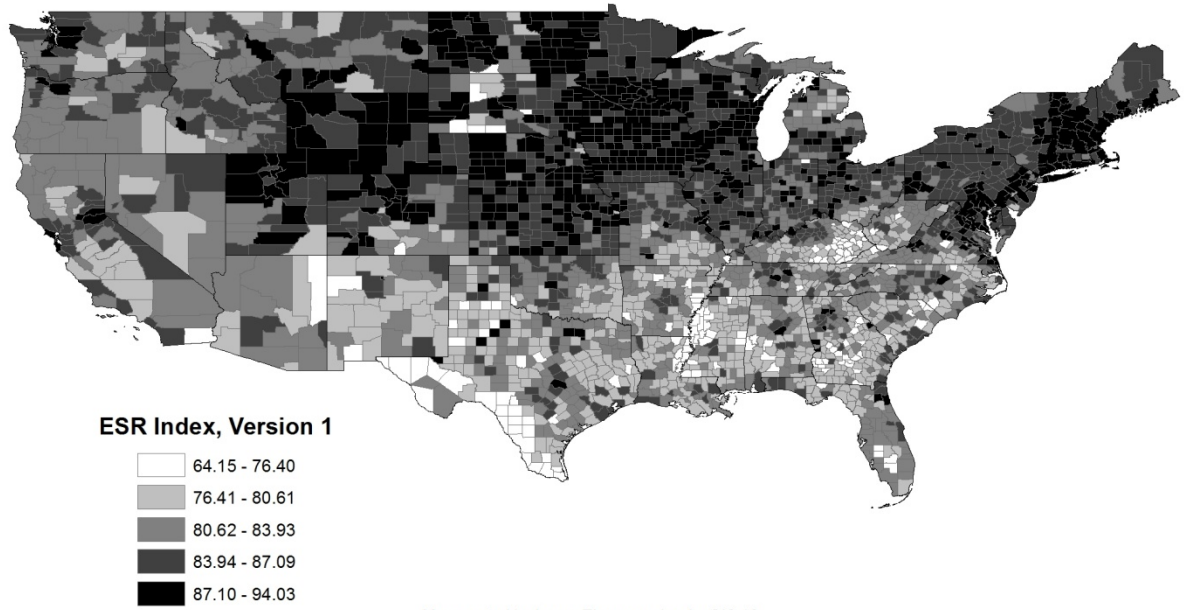 ESR Index, Version 1
64.15 - 76.40
76.41 - 80.61
80.62 - 83.93
83.94 - 87.09
87.10 - 94.03